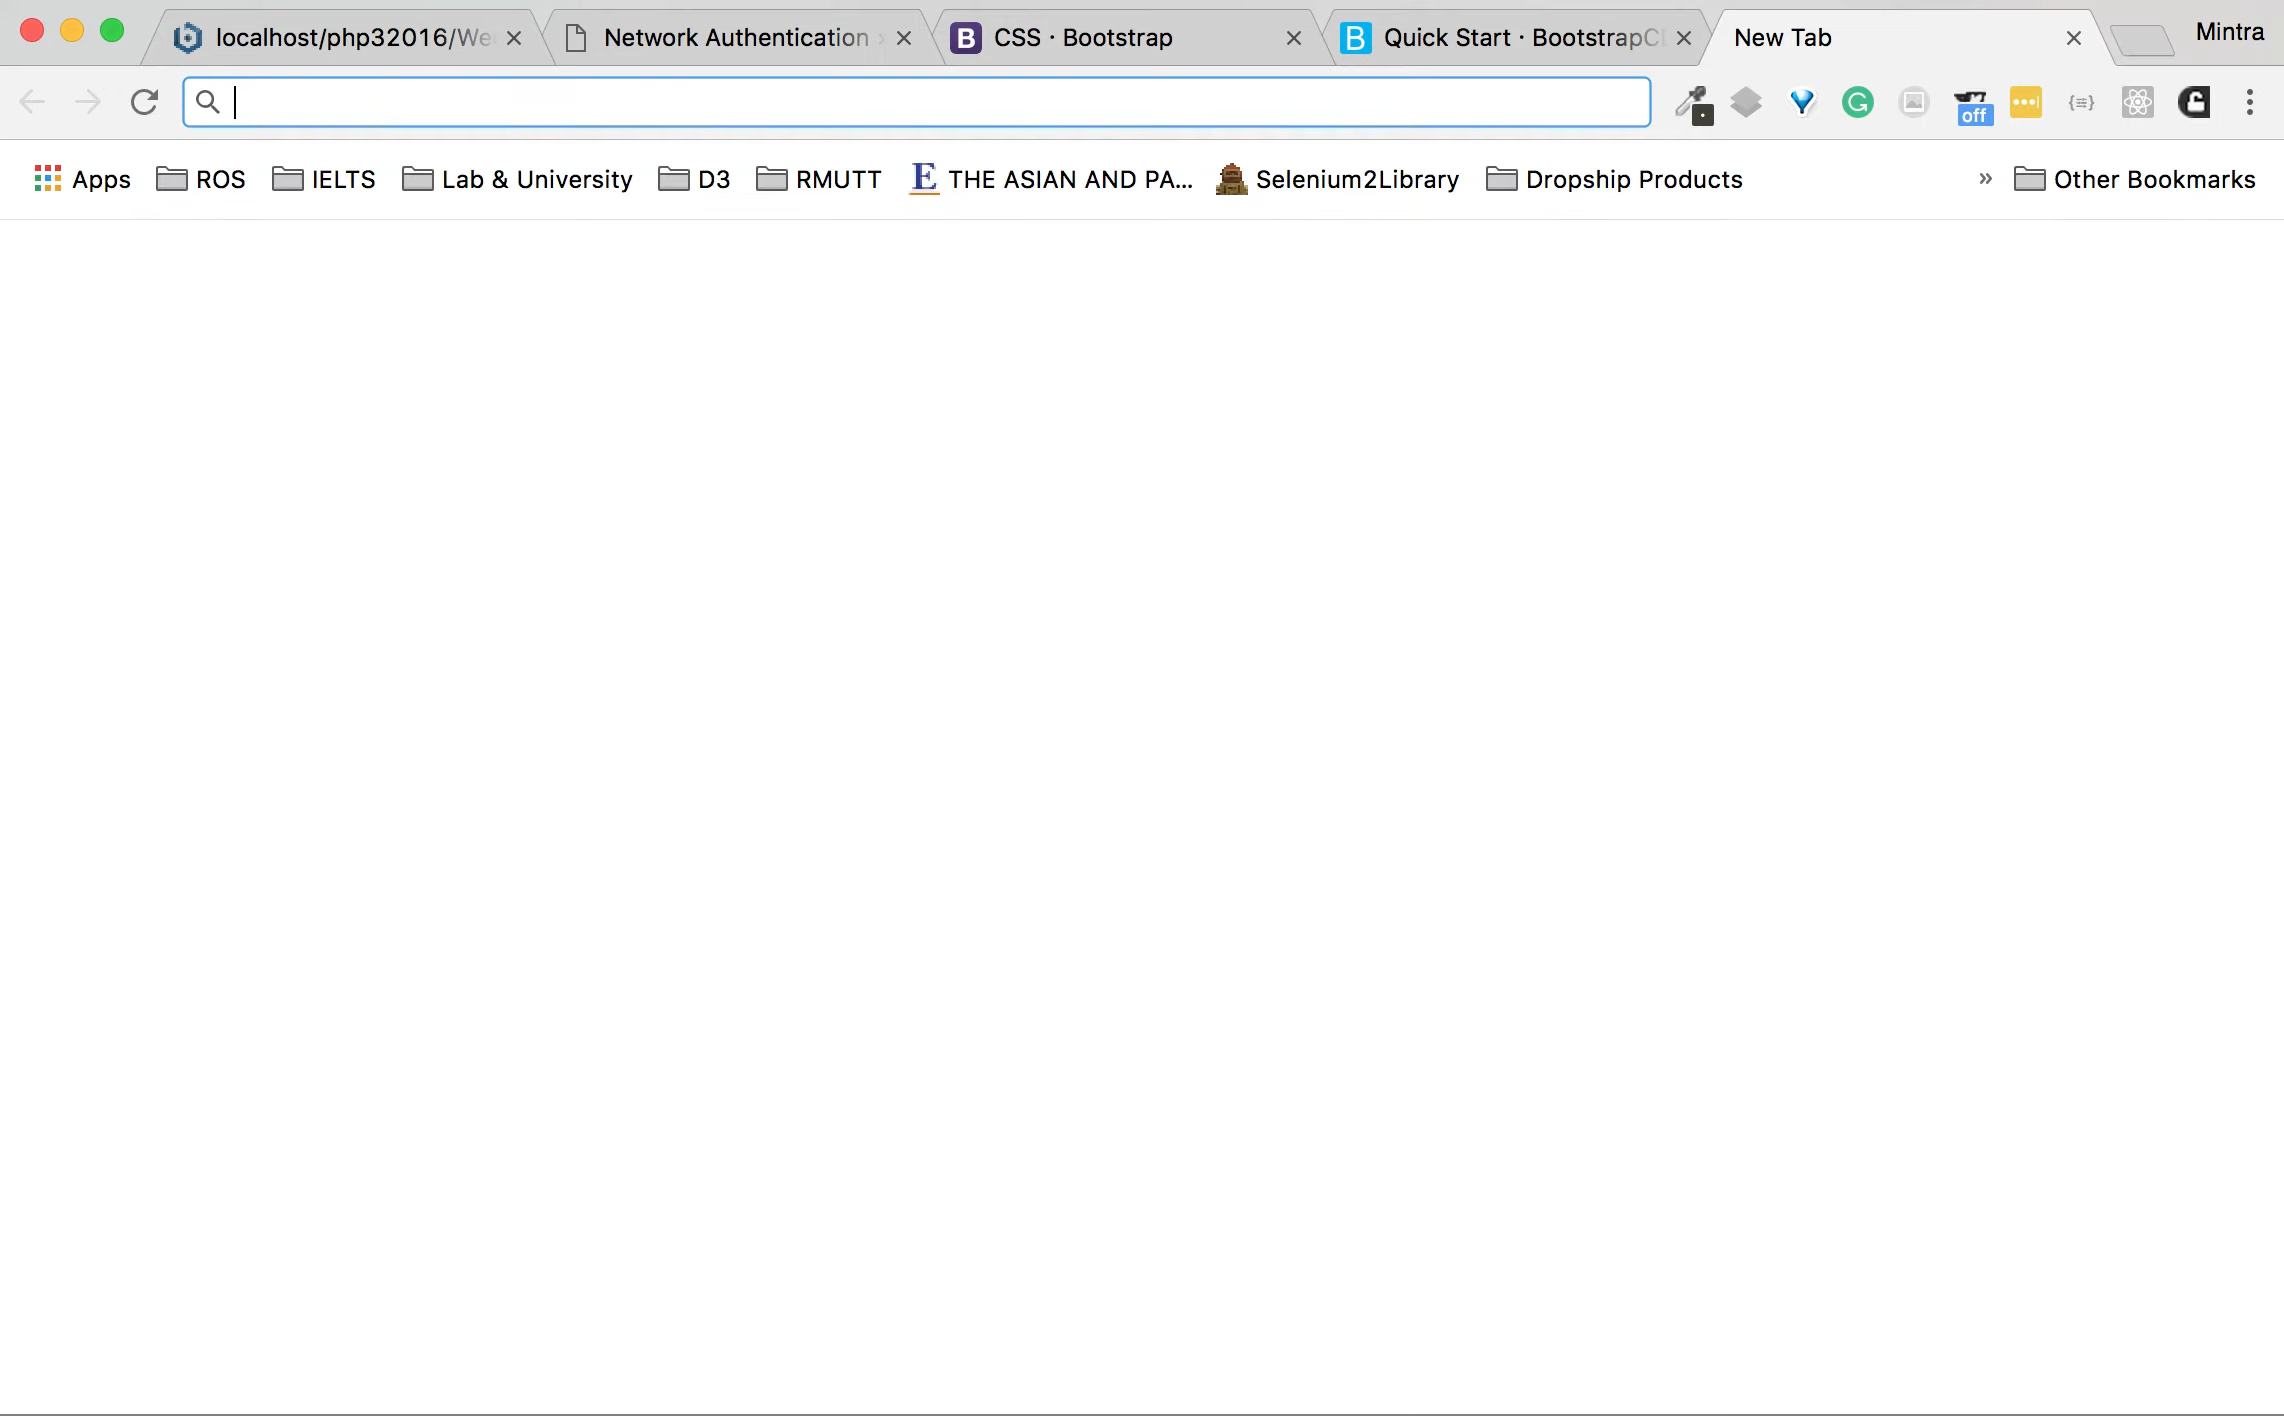 localhost/php32016/We
Network Authentication
CSS · Bootstrap
Quick Start · BootstrapC
New Tab
Mintra
off
Apps
ROS
IELTS
Lab & University
D3
RMUTT
THE ASIAN AND PA...
Selenium2Library
Dropship Products
»
Other Bookmarks